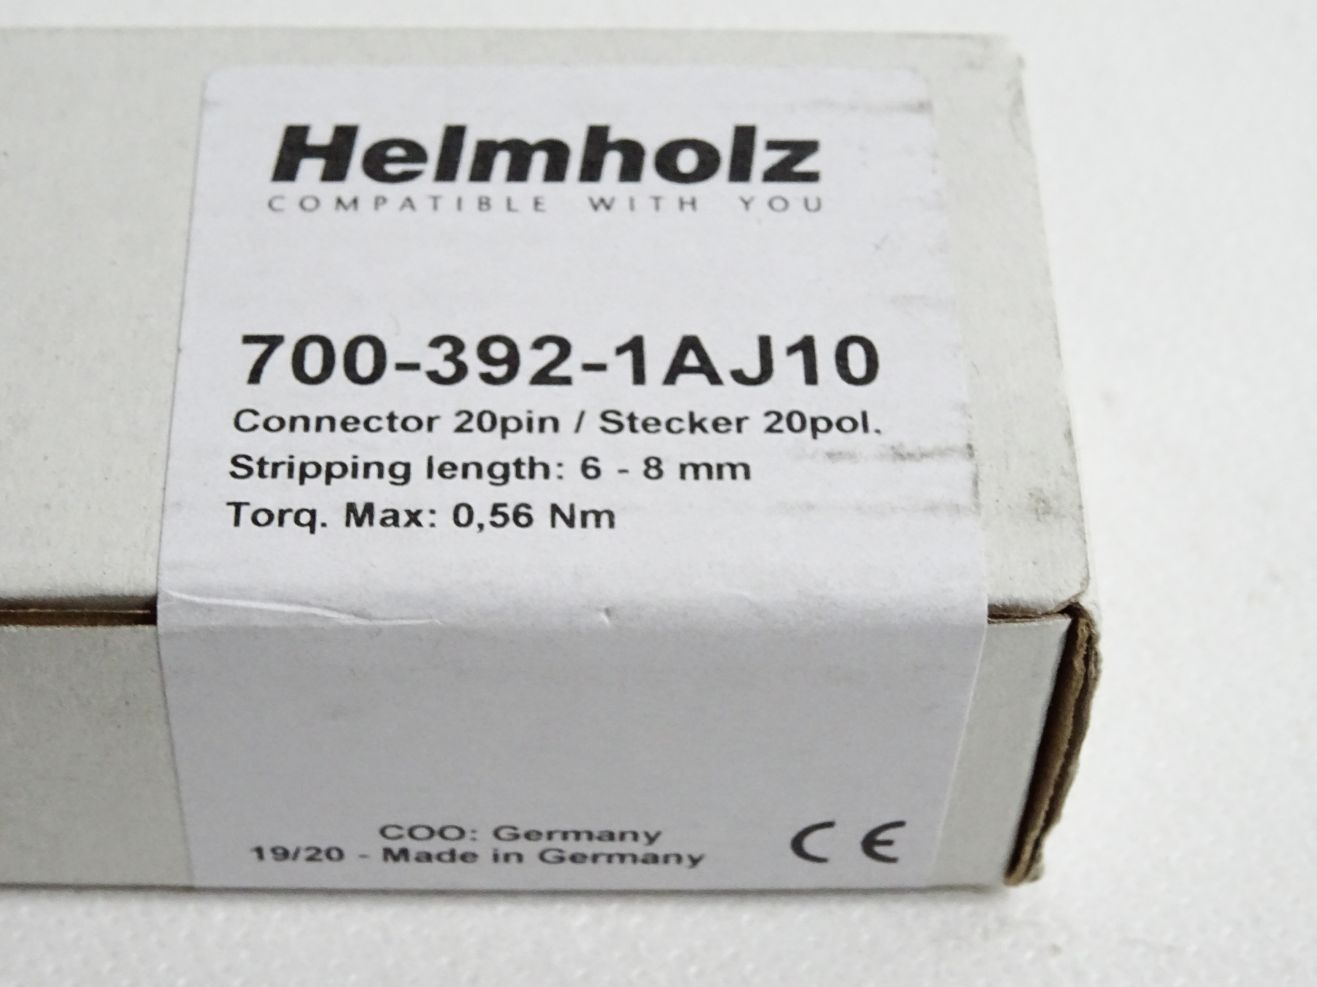 Helmholz
COMPATIBLE WITH YOU
700-392-1AJ10
Connector 20pin / Stecker 20pol.
Stripping length: 6 - 8 mm
Torq. Max: 0,56 Nm
COO: Germany
19/20 - Made in Germany
CE